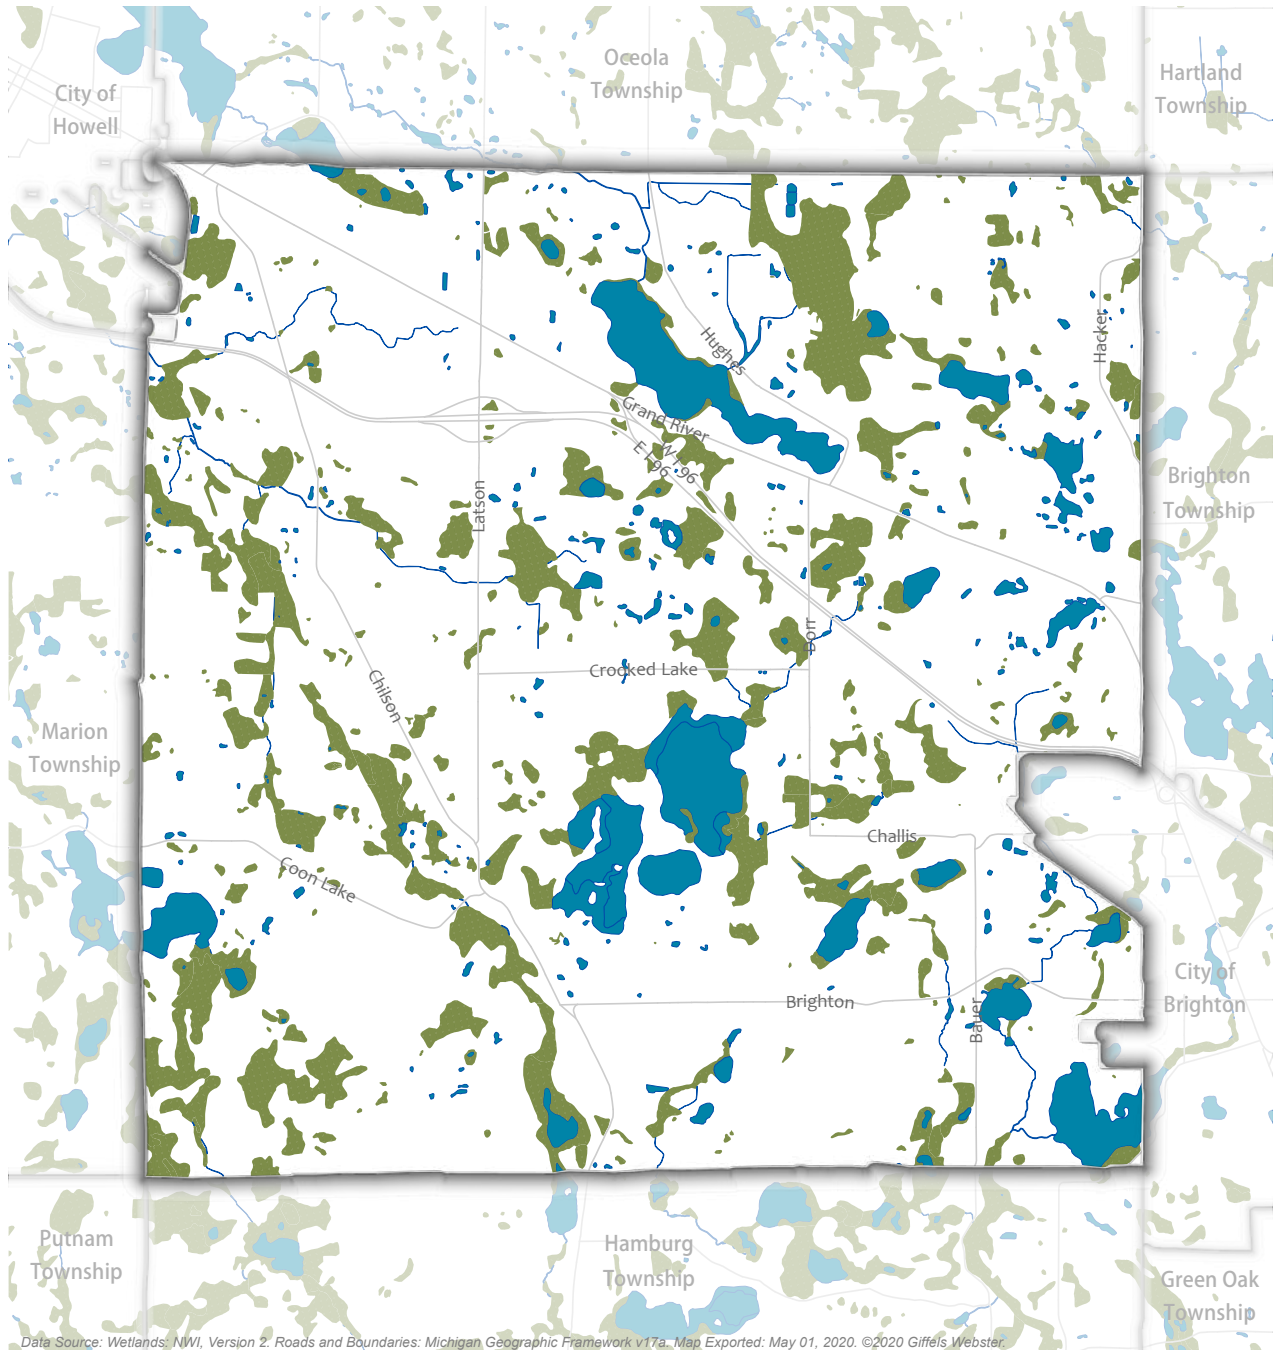 Oceola
Township
Hartland
Township
City of
Howell
Hughes
Hacker
Grand River
W I-96
E I-96
Latson
Brighton
Township
Dorr
Crooked Lake
Chilson
Marion
Township
Challis
Coon Lake
City of
Brighton
Brighton
Bauer
Putnam
Township
Hamburg
Township
Green Oak
Township
Data Source: Wetlands: NWI, Version 2. Roads and Boundaries: Michigan Geographic Framework v17a. Map Exported: May 01, 2020. ©2020 Giffels Webster.